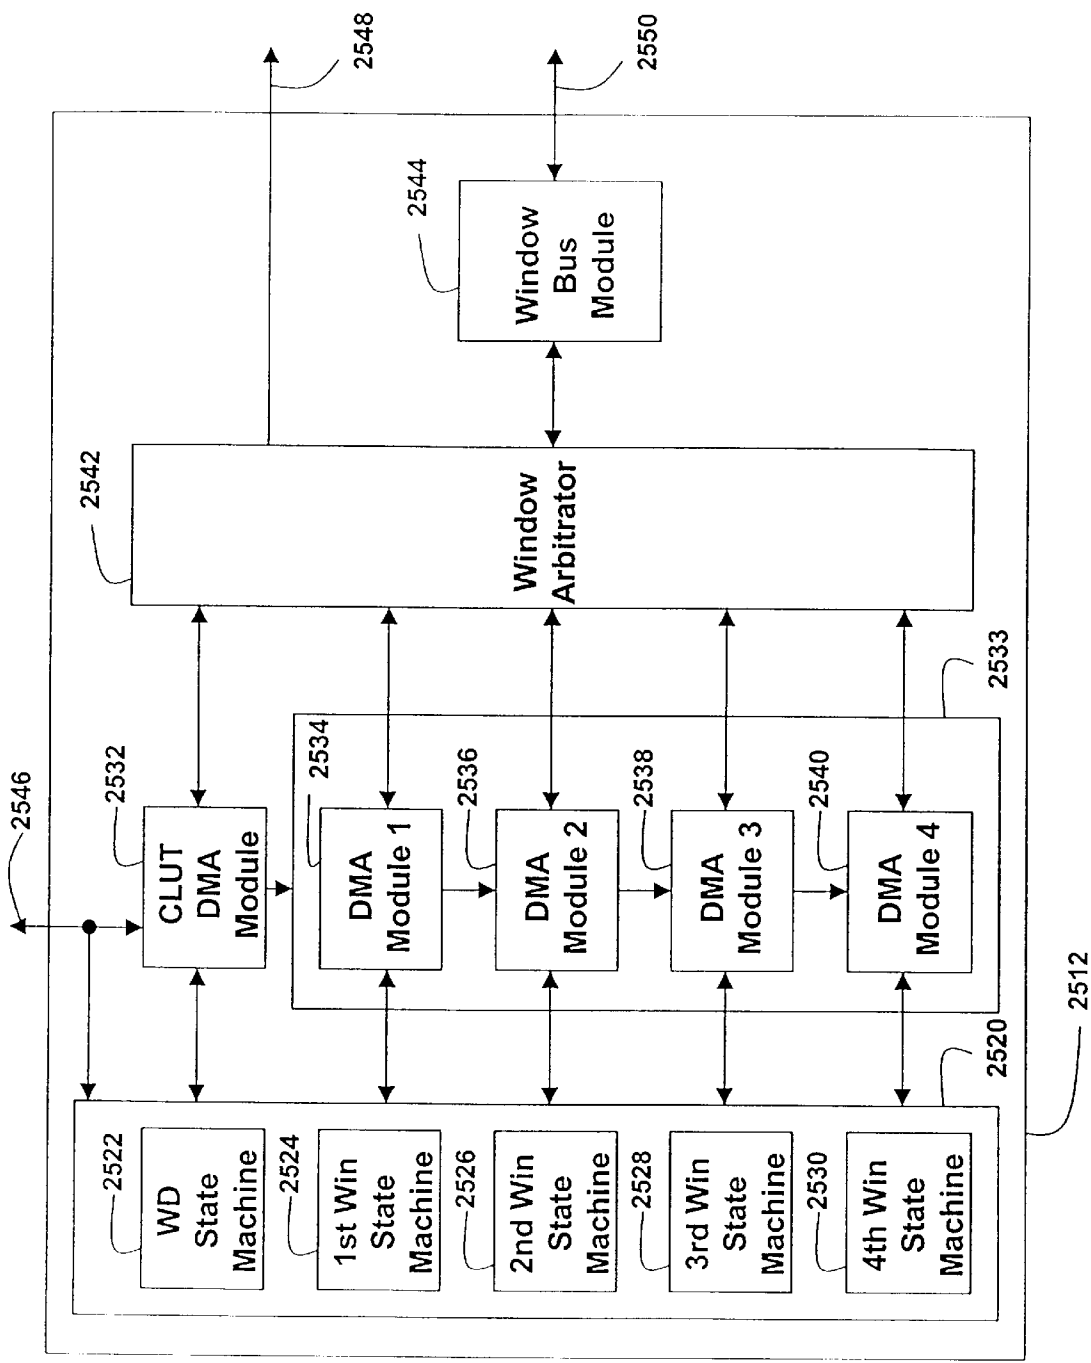 2546
2548
2550
2532
CLUT
DMA
Module
2542
2544
Window
Bus
Module
Window
Arbitrator
2533
2534
DMA
Module 1
2536
DMA
Module 2
2538
DMA
Module 3
2540
DMA
Module 4
2522
WD
State
Machine
2524
1st Win
State
Machine
2526
2nd Win
State
Machine
2528
3rd Win
State
Machine
2530
4th Win
State
Machine
2520
2512